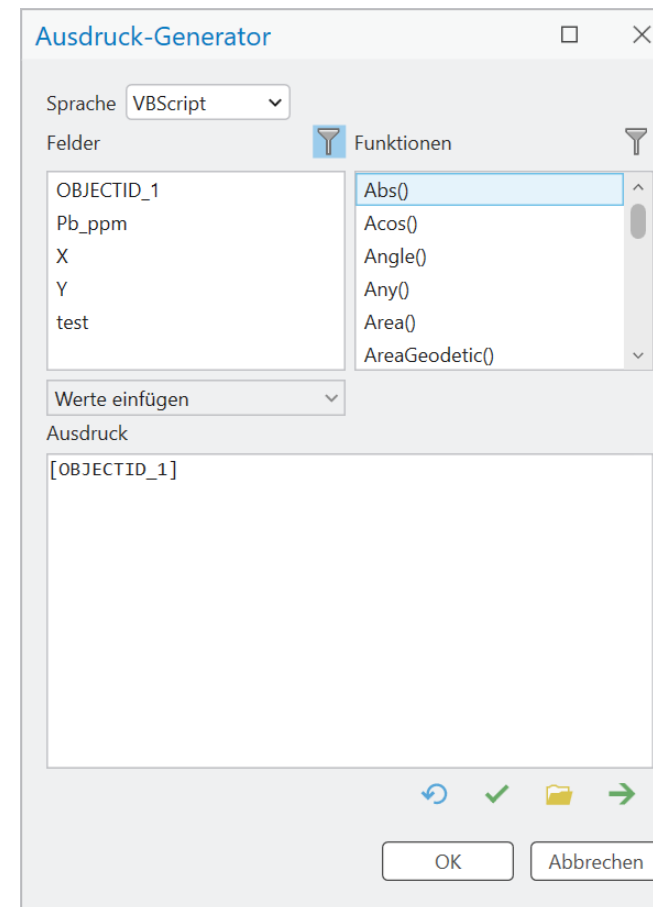 Ausdruck-Generator
Sprache VBScript
Felder Funktionen
OBJECTID_1 Abs()
Pb_ppm Acos()
X Angle()
Y Any()
test Area()
AreaGeodetic()
Werte einfügen
Ausdruck
[OBJECTID_1]
OK Abbrechen